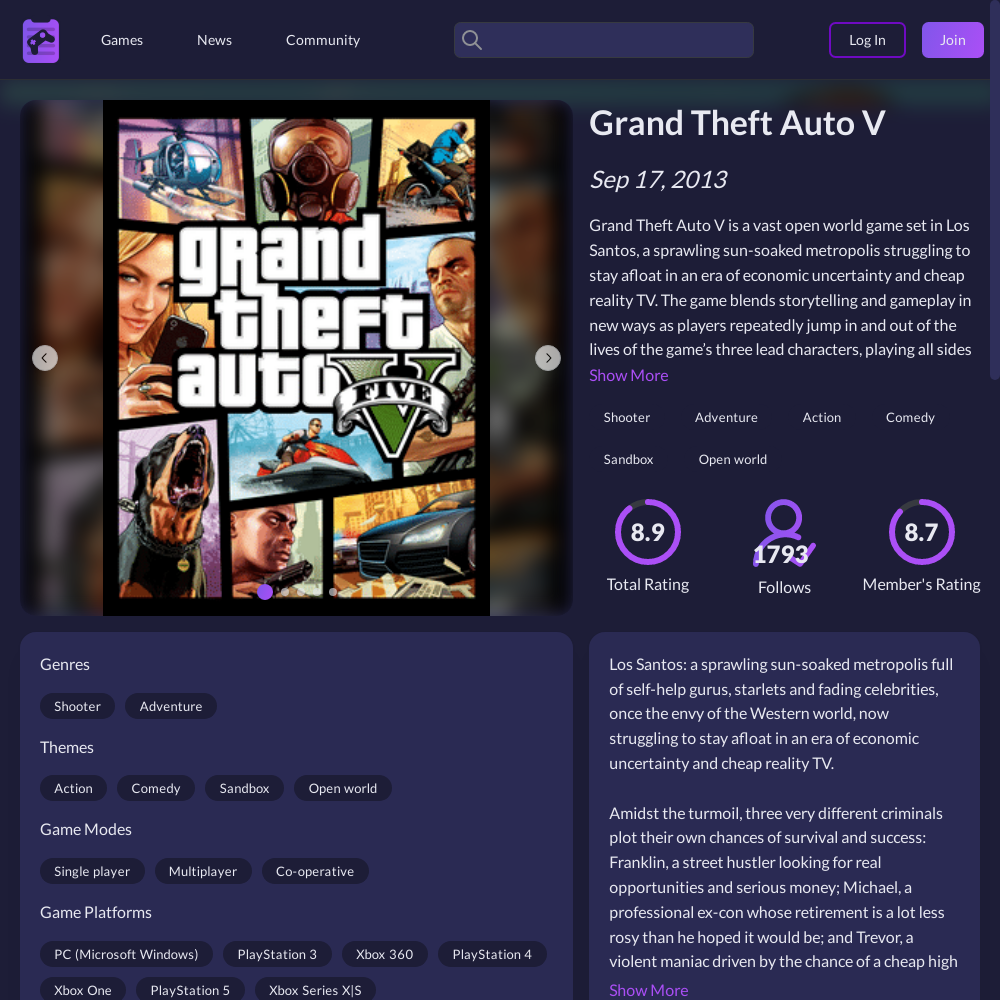 Games News Community Log In Join
grand
theft
auto
FIVE
Grand Theft Auto V
Sep 17, 2013
Grand Theft Auto V is a vast open world game set in Los
Santos, a sprawling sun-soaked metropolis struggling to
stay afloat in an era of economic uncertainty and cheap
reality TV. The game blends storytelling and gameplay in
new ways as players repeatedly jump in and out of the
lives of the game’s three lead characters, playing all sides
Show More
Shooter Adventure Action Comedy
Sandbox Open world
8.9 1793 8.7
Total Rating Follows Member's Rating
Genres
Shooter Adventure
Themes
Action Comedy Sandbox Open world
Game Modes
Single player Multiplayer Co-operative
Game Platforms
PC (Microsoft Windows) PlayStation 3 Xbox 360 PlayStation 4
Xbox One PlayStation 5 Xbox Series X|S
Los Santos: a sprawling sun-soaked metropolis full
of self-help gurus, starlets and fading celebrities,
once the envy of the Western world, now
struggling to stay afloat in an era of economic
uncertainty and cheap reality TV.
Amidst the turmoil, three very different criminals
plot their own chances of survival and success:
Franklin, a street hustler looking for real
opportunities and serious money; Michael, a
professional ex-con whose retirement is a lot less
rosy than he hoped it would be; and Trevor, a
violent maniac driven by the chance of a cheap high
Show More